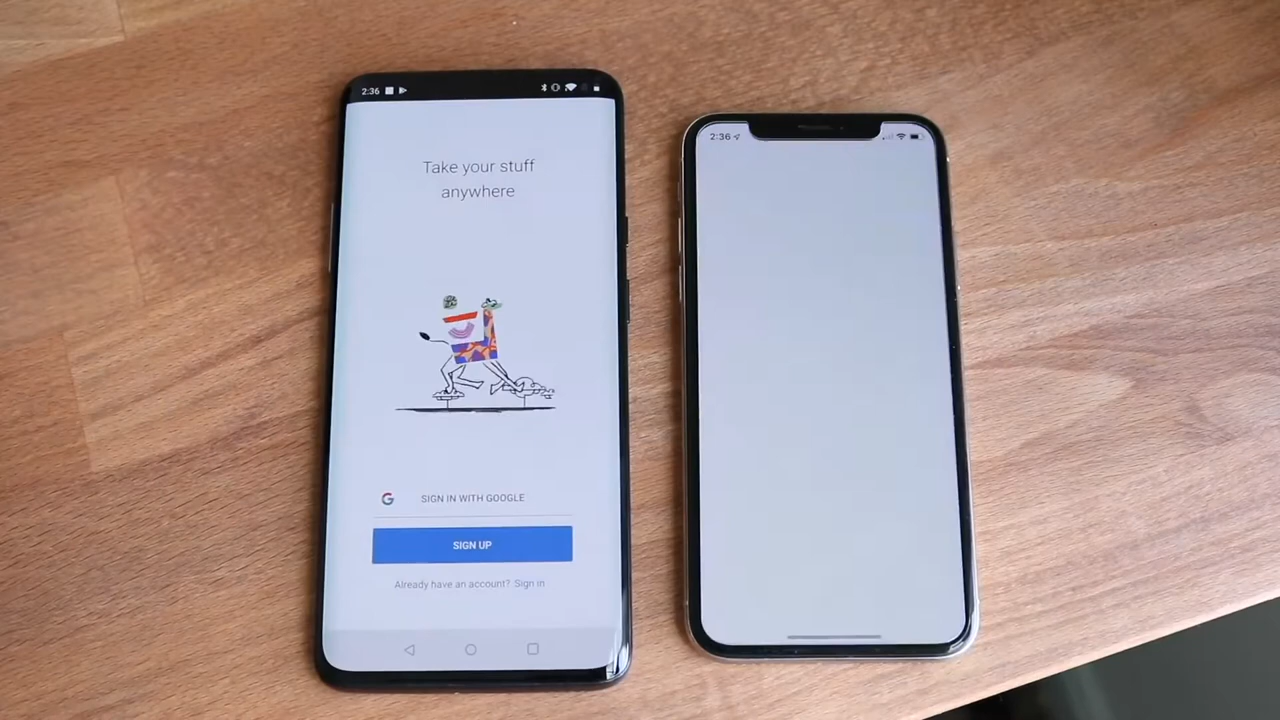 2:36
Take your stuff
anywhere
SIGN IN WITH GOOGLE
SIGN UP
Already have an account? Sign in
2:36